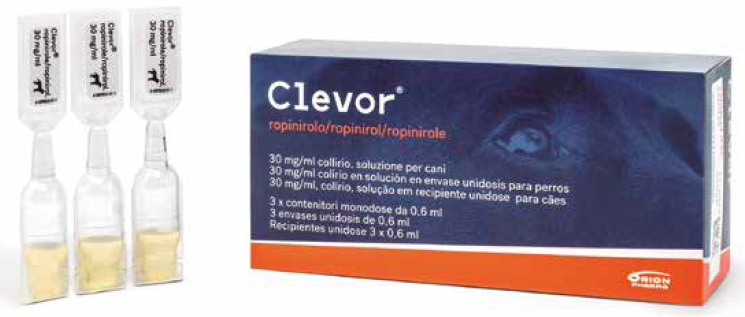 Clevor®
ropinirolo/ropinirol
30 mg/ml
Clevor®
ropinirolo/ropinirol
30 mg/ml
Clevor®
ropinirolo/ropinirol
30 mg/ml
Clevor®
ropinirolo/ropinirol/ropinirole
30 mg/ml collirio, soluzione per cani
30 mg/ml colirio en solución en envase unidosis para perros
30 mg/ml, colírio, solução em recipiente unidose para cães
3 x contenitori monodose da 0,6 ml
3 envases unidosis de 0,6 ml
Recipientes unidose 3 x 0,6 ml
ORION
PHARMA